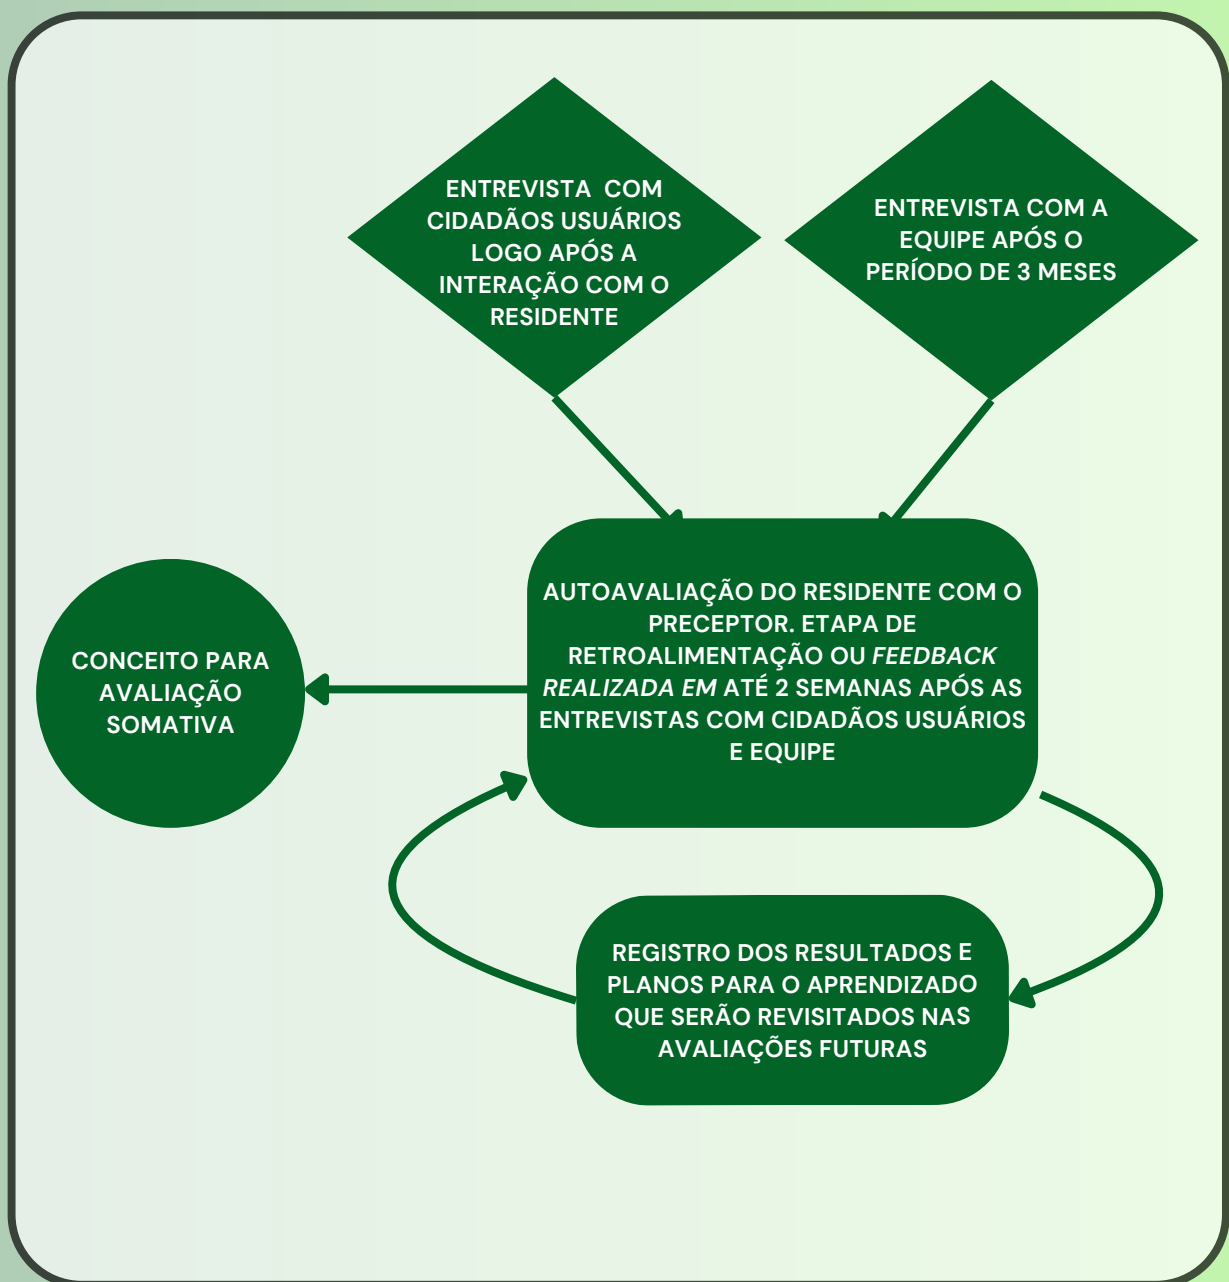 ENTREVISTA COM
CIDADÃOS USUÁRIOS
LOGO APÓS A
INTERAÇÃO COM O
RESIDENTE
ENTREVISTA COM A
EQUIPE APÓS O
PERÍODO DE 3 MESES
AUTOAVALIAÇÃO DO RESIDENTE COM O
PRECEPTOR. ETAPA DE
RETROALIMENTAÇÃO OU FEEDBACK
REALIZADA EM ATÉ 2 SEMANAS APÓS AS
ENTREVISTAS COM CIDADÃOS USUÁRIOS
E EQUIPE
CONCEITO PARA
AVALIAÇÃO
SOMATIVA
REGISTRO DOS RESULTADOS E
PLANOS PARA O APRENDIZADO
QUE SERÃO REVISITADOS NAS
AVALIAÇÕES FUTURAS